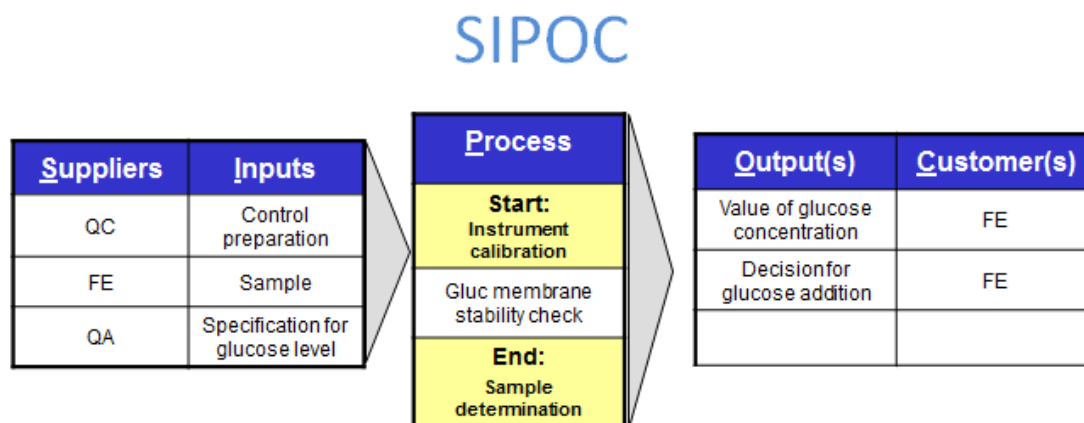 SIPOC
Suppliers Inputs
QC Control
preparation
FE Sample
QA Specification for
glucose level
Process
Start:
Instrument
calibration
Gluc membrane
stability check
End:
Sample
determination
Output(s) Customer(s)
Value of glucose
concentration FE
Decision for
glucose addition FE